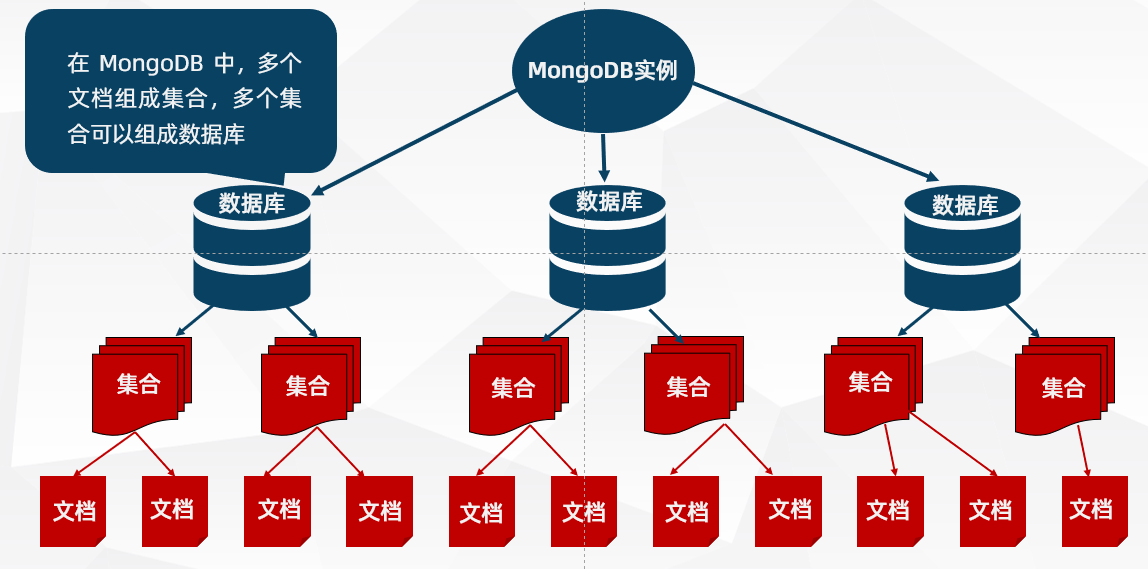 在 MongoDB 中，多个
文档组成集合，多个集
合可以组成数据库
MongoDB实例
数据库
数据库
数据库
集合
集合
集合
集合
集合
集合
文档
文档
文档
文档
文档
文档
文档
文档
文档
文档
文档